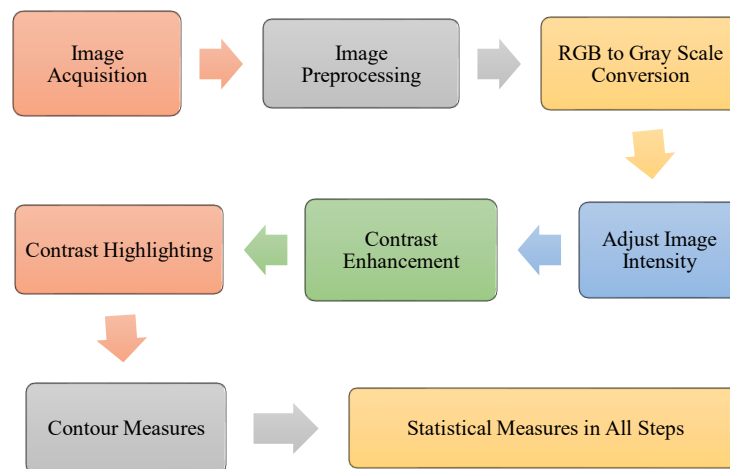 Image
Acquisition
Image
Preprocessing
RGB to Gray Scale
Conversion
Adjust Image
Intensity
Contrast
Enhancement
Contrast Highlighting
Contour Measures
Statistical Measures in All Steps